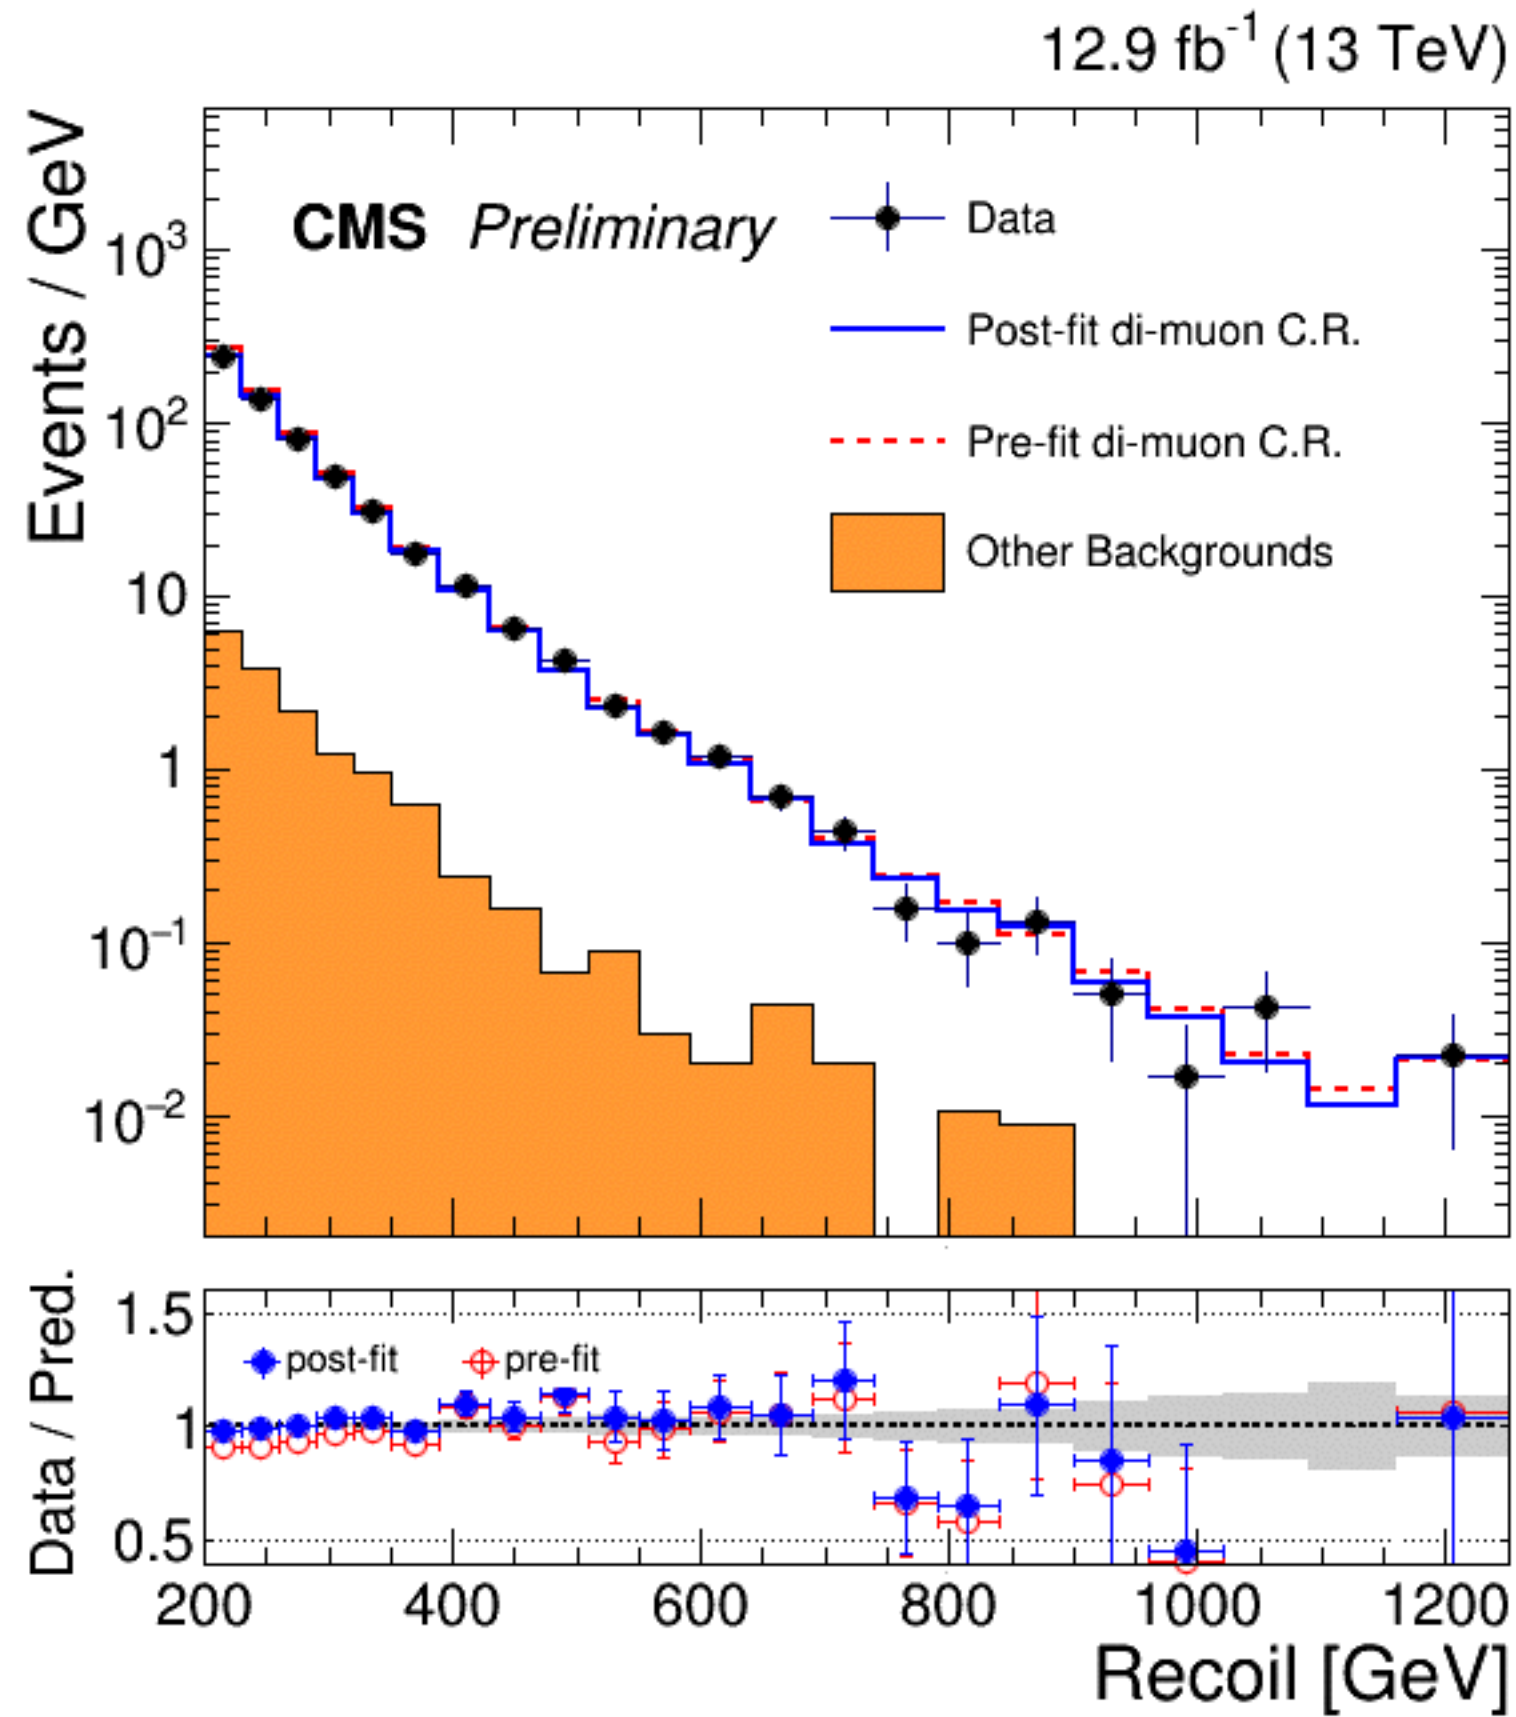 12.9 fb⁻¹ (13 TeV)
Events / GeV
CMS Preliminary
Data
Post-fit di-muon C.R.
Pre-fit di-muon C.R.
Other Backgrounds
10³
10²
10
1
10⁻¹
10⁻²
Data / Pred.
post-fit pre-fit
1.5
1
0.5
200 400 600 800 1000 1200
Recoil [GeV]